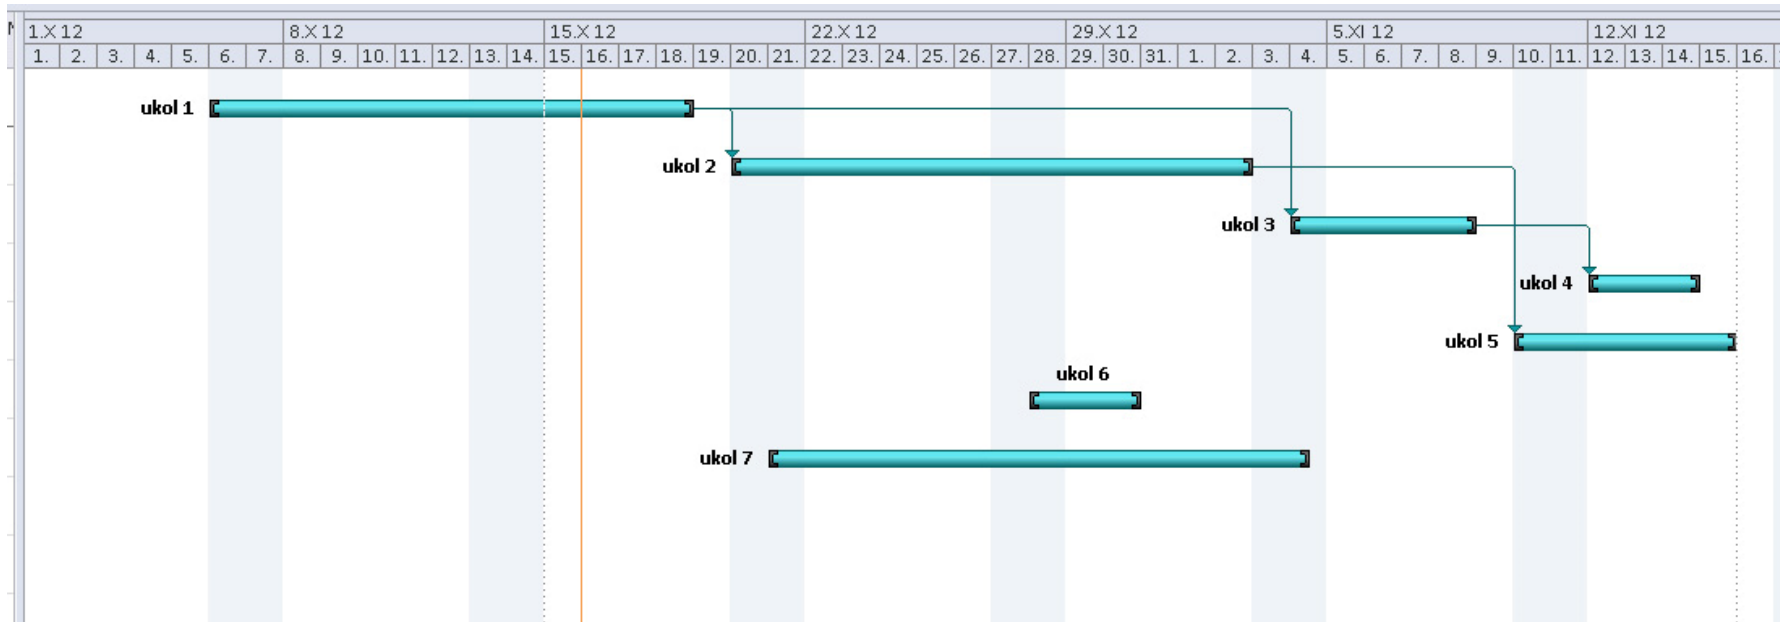 1.X 12 8.X 12 15.X 12 22.X 12 29.X 12 5.XI 12 12.XI 12
1. 2. 3. 4. 5. 6. 7. 8. 9. 10. 11. 12. 13. 14. 15. 16. 17. 18. 19. 20. 21. 22. 23. 24. 25. 26. 27. 28. 29. 30. 31. 1. 2. 3. 4. 5. 6. 7. 8. 9. 10. 11. 12. 13. 14. 15. 16.
ukol 1
ukol 2
ukol 3
ukol 4
ukol 5
ukol 6
ukol 7